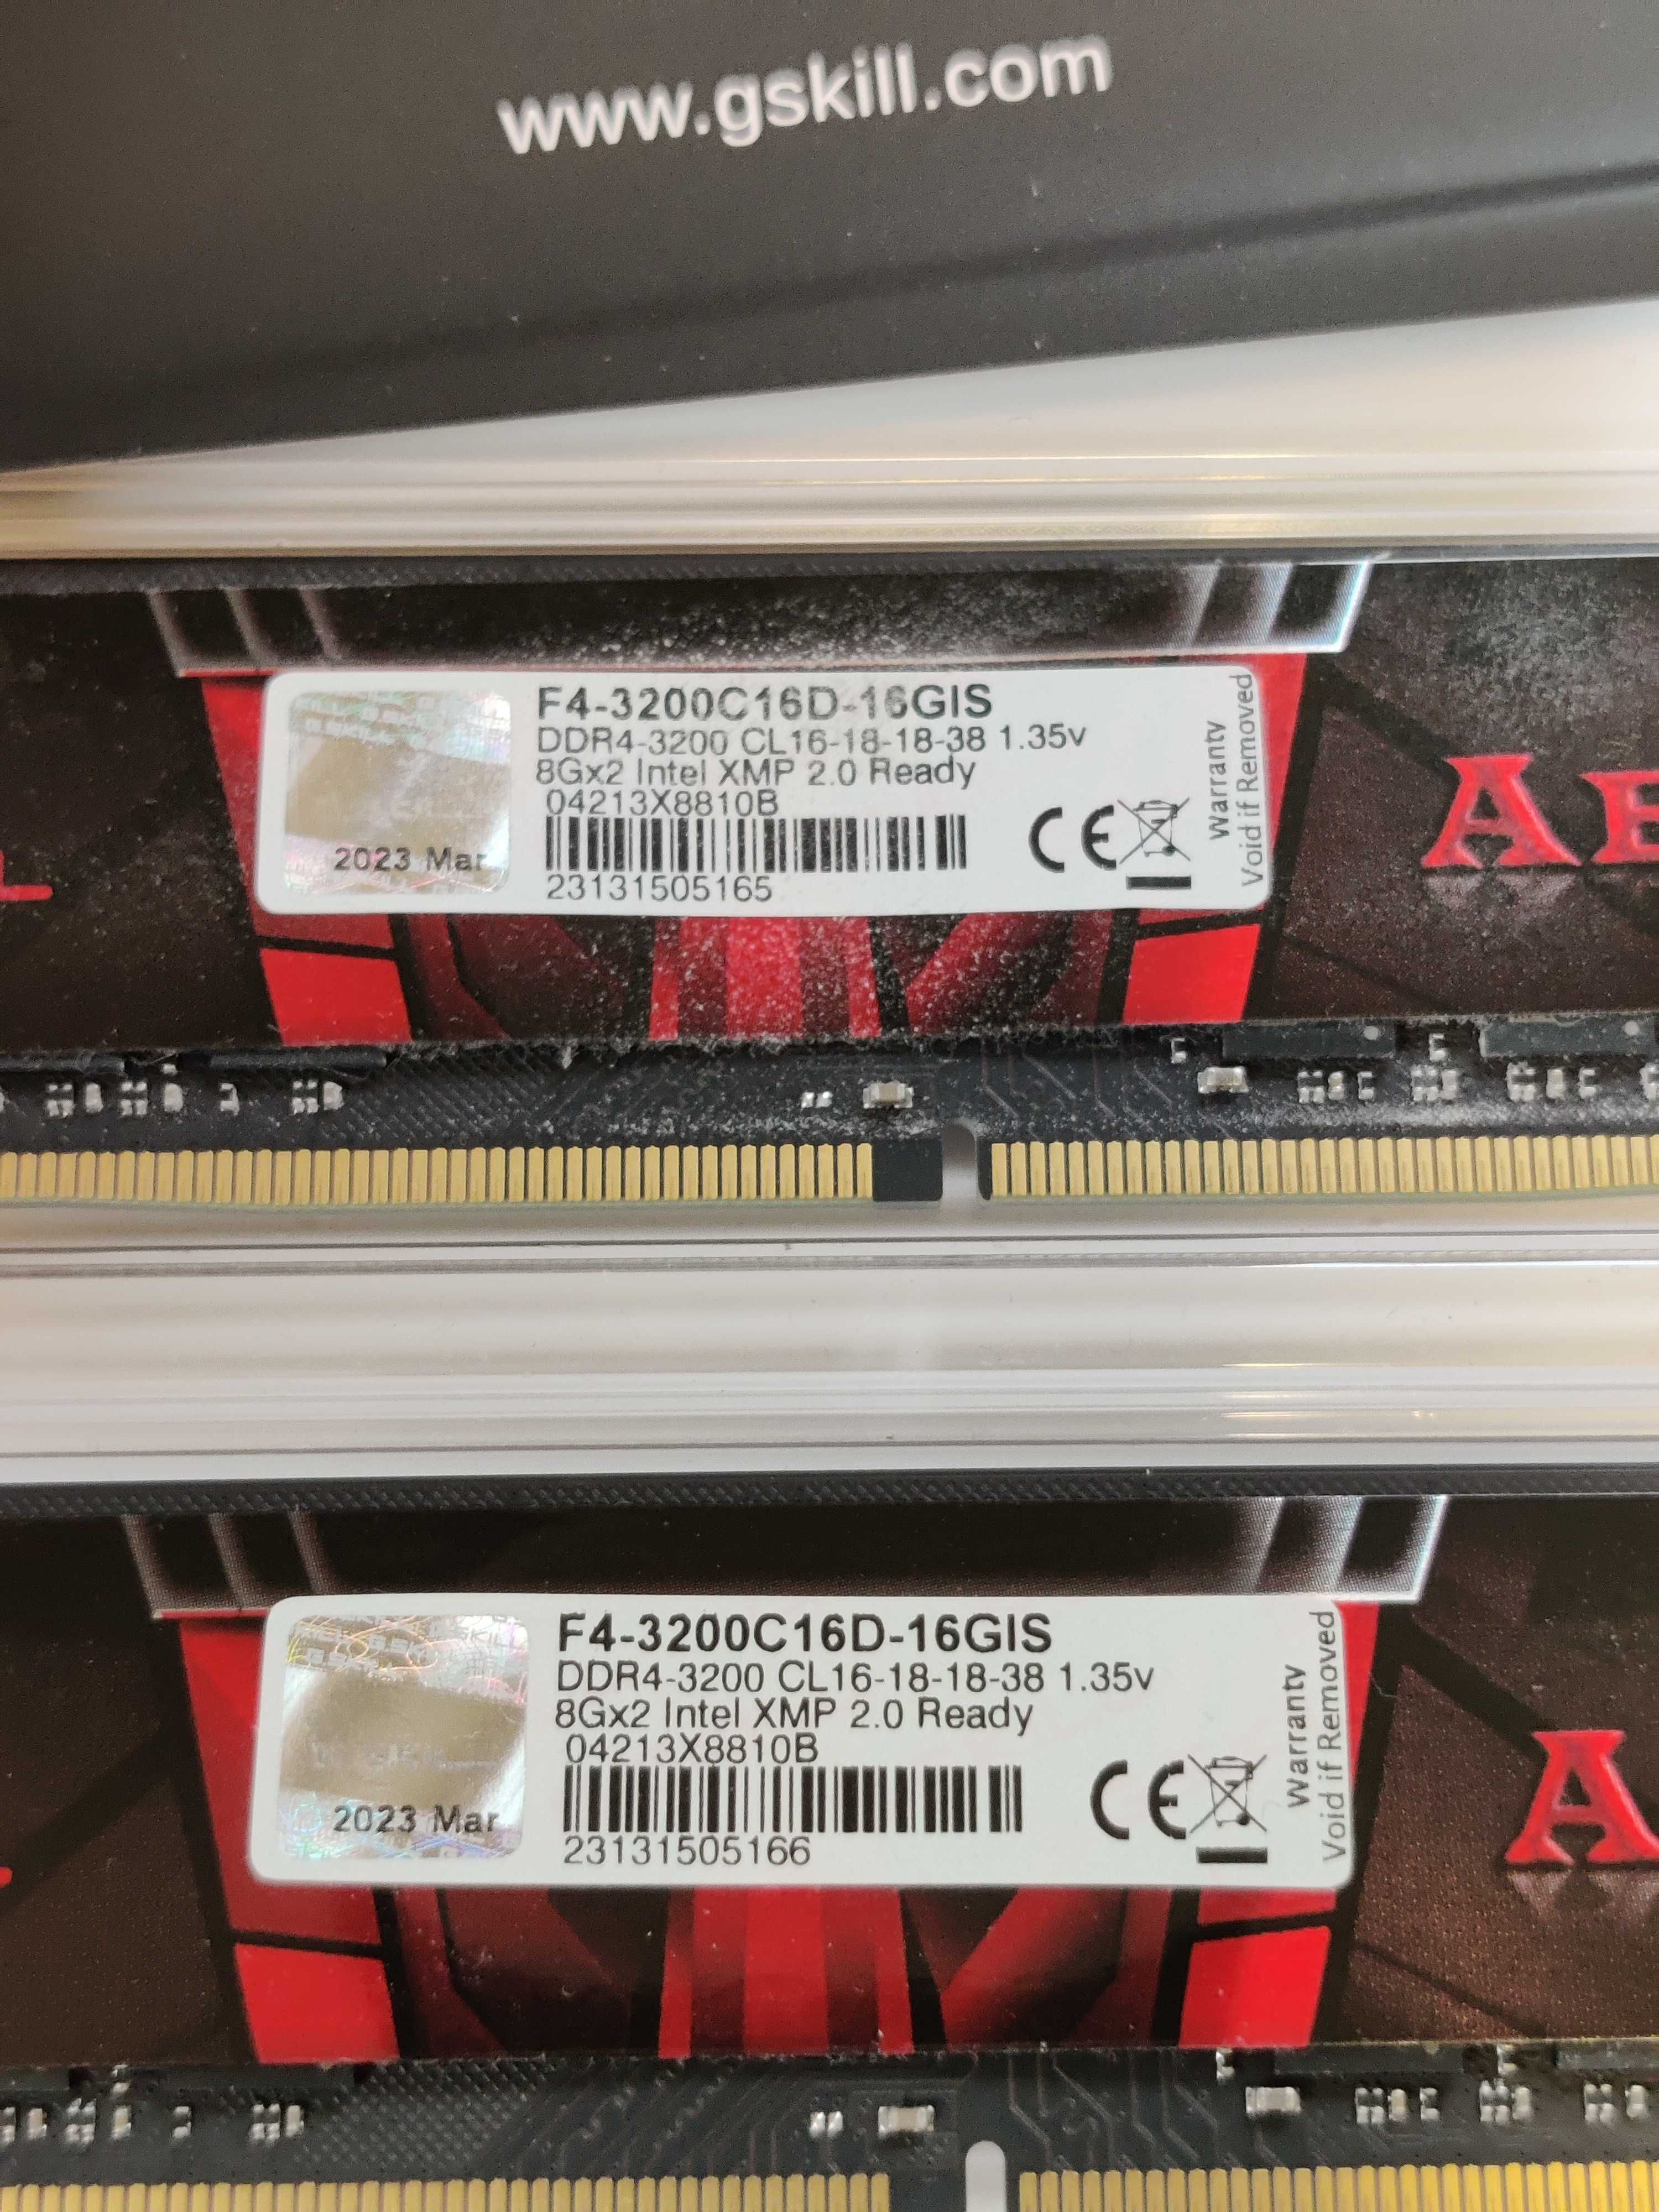 www.gskill.com
F4-3200C16D-16GIS
DDR4-3200 CL16-18-18-38 1.35v
8Gx2 Intel XMP 2.0 Ready
04213X8810B
2023 Mar
23131505165
CE
Warranty
Void if Removed
AE
L
F4-3200C16D-16GIS
DDR4-3200 CL16-18-18-38 1.35v
8Gx2 Intel XMP 2.0 Ready
04213X8810B
2023 Mar
23131505166
CE
Warranty
Void if Removed
A